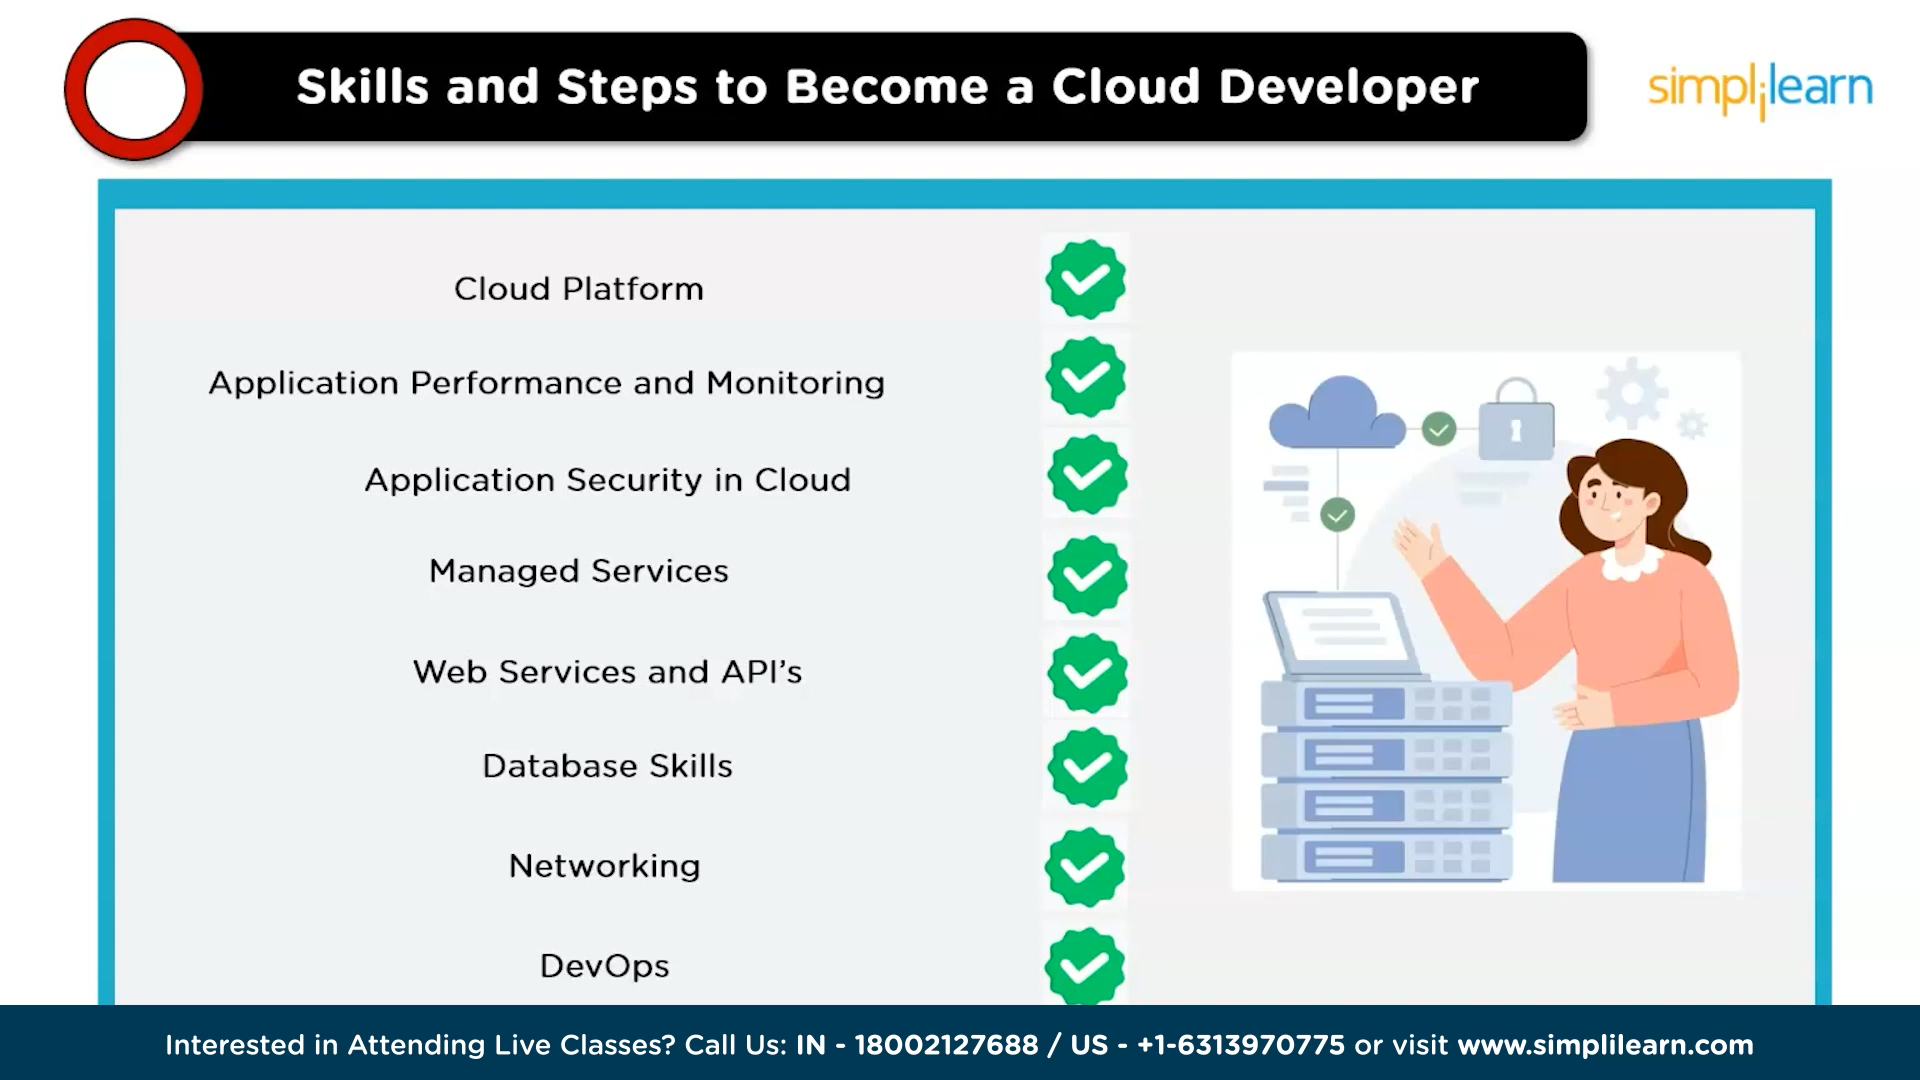 Skills and Steps to Become a Cloud Developer
simplilearn
Cloud Platform
Application Performance and Monitoring
Application Security in Cloud
Managed Services
Web Services and API’s
Database Skills
Networking
DevOps
Interested in Attending Live Classes? Call Us: IN - 18002127688 / US - +1-6313970775 or visit www.simplilearn.com